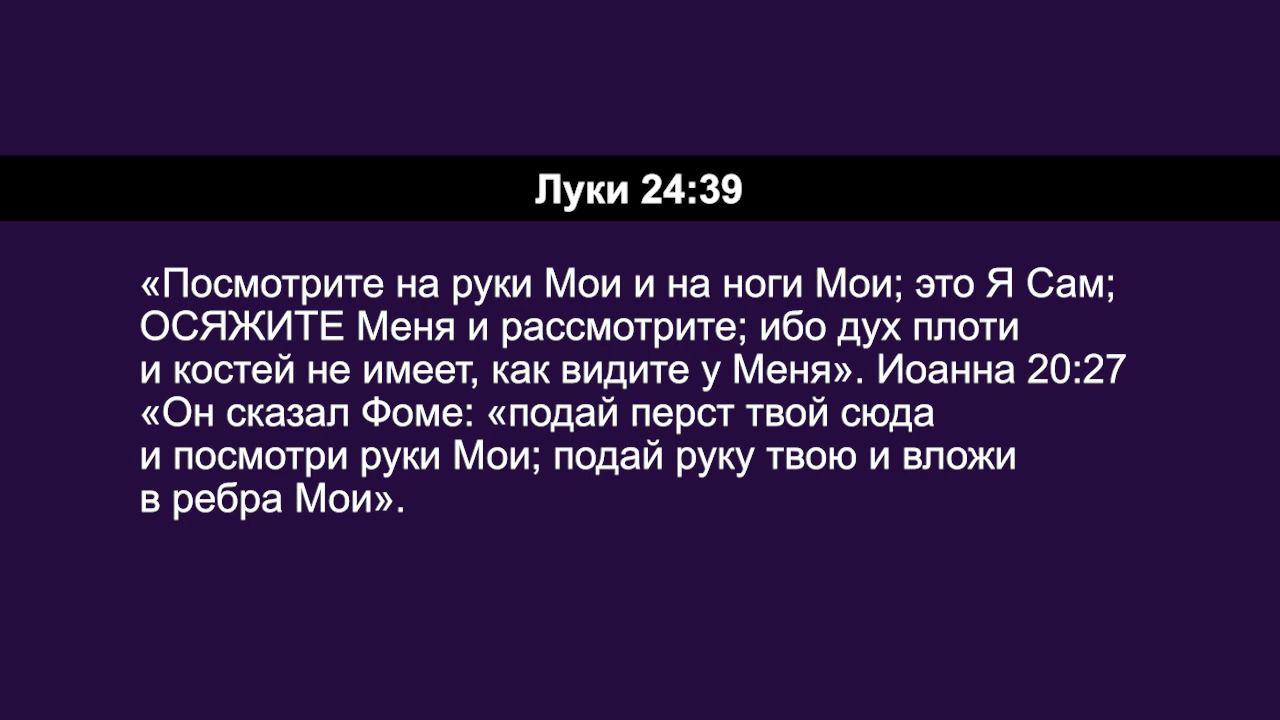 Луки 24:39
«Посмотрите на руки Мои и на ноги Мои; это Я Сам;
ОСЯЖИТЕ Меня и рассмотрите; ибо дух плоти
и костей не имеет, как видите у Меня». Иоанна 20:27
«Он сказал Фоме: «подай перст твой сюда
и посмотри руки Мои; подай руку твою и вложи
в ребра Мои».